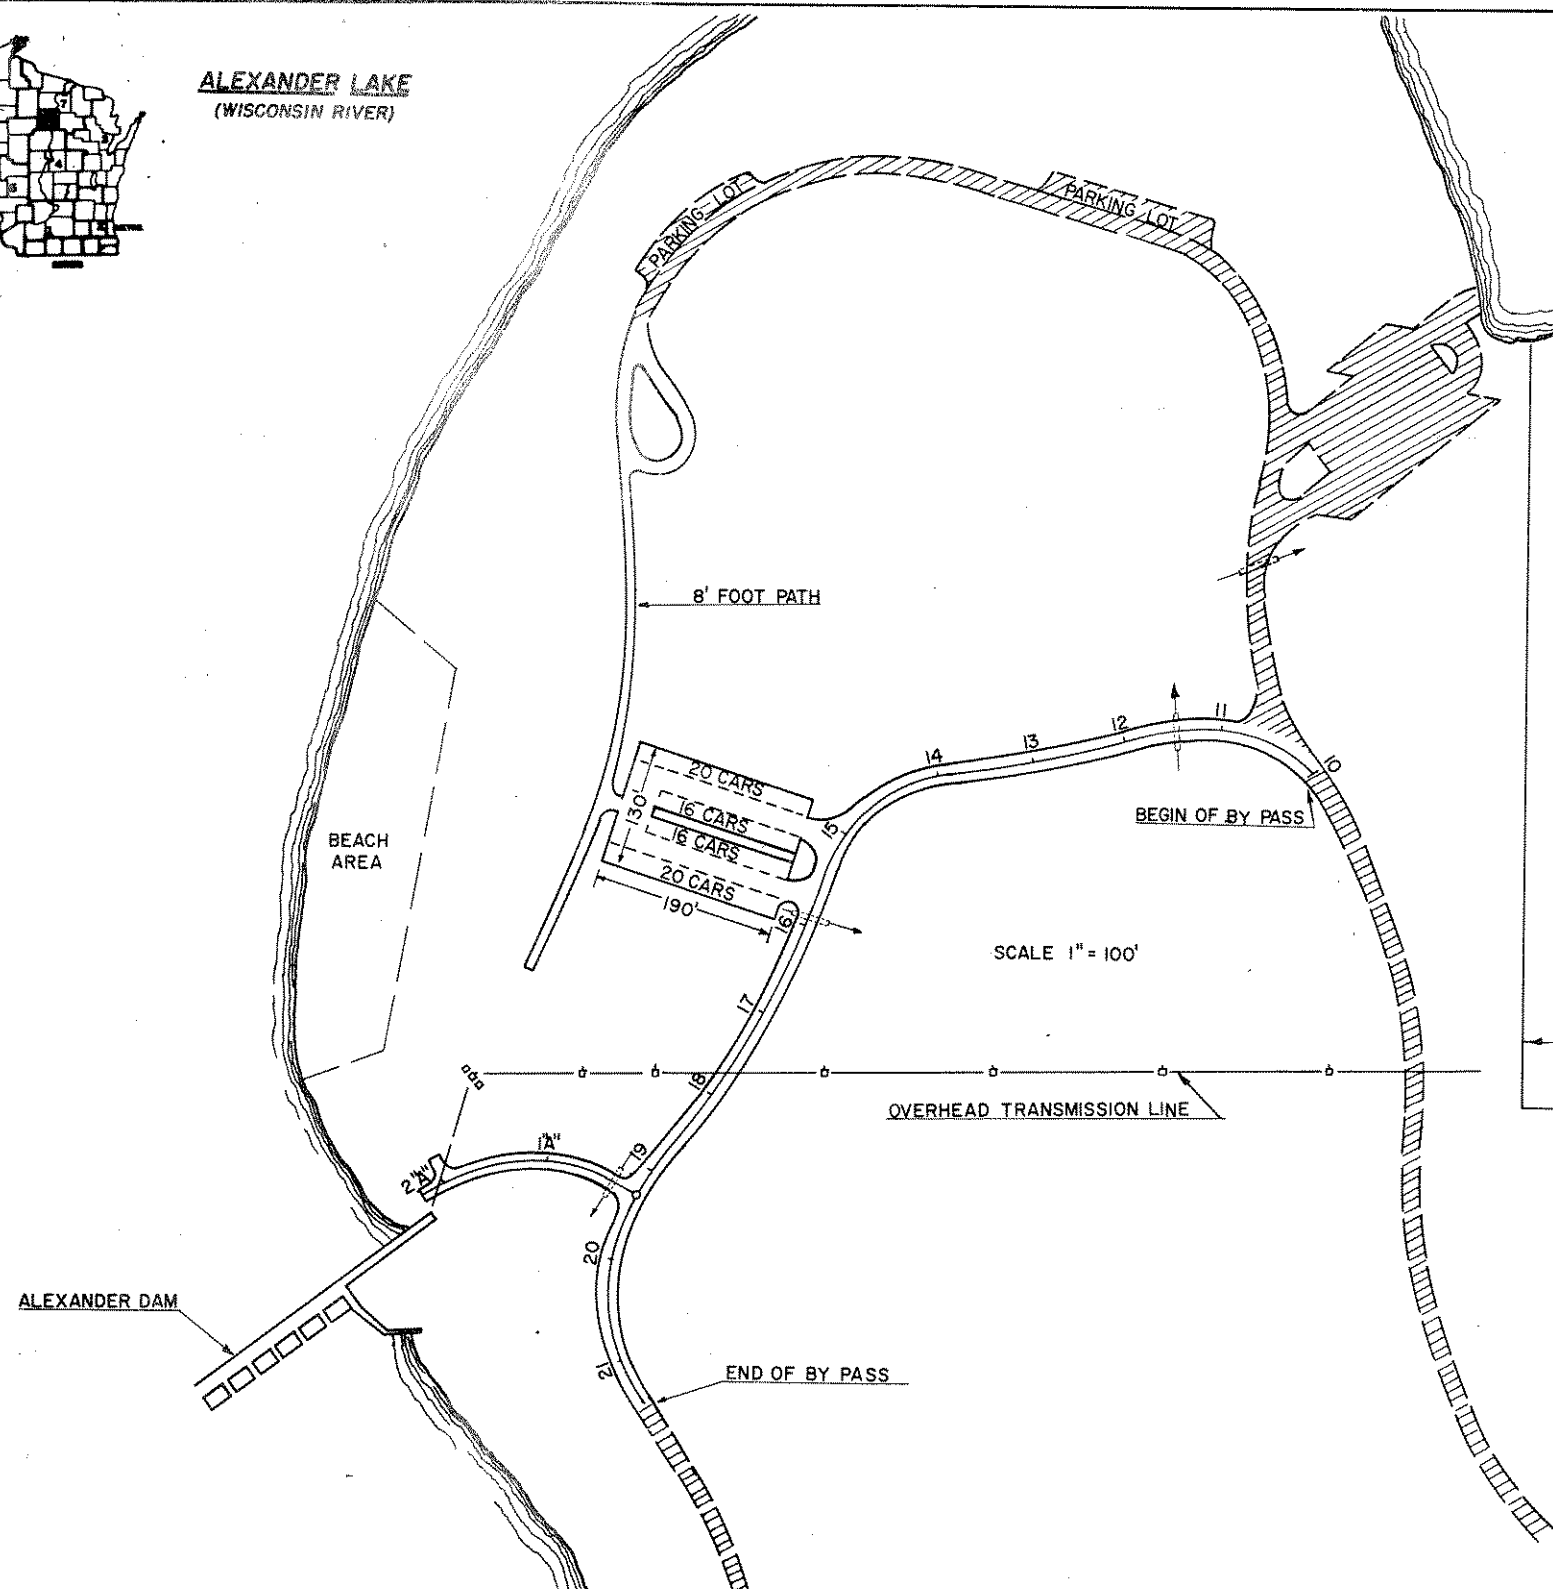 ALEXANDER LAKE
(WISCONSIN RIVER)
7
4
PARKING LOT
PARKING LOT
8' FOOT PATH
10
11
12
13
14
15
16
17
18
19
20
21
1"A"
2"A"
BEGIN OF BY PASS
20 CARS
16 CARS
16 CARS
20 CARS
130'
190'
BEACH
AREA
SCALE 1" = 100'
OVERHEAD TRANSMISSION LINE
ALEXANDER DAM
END OF BY PASS